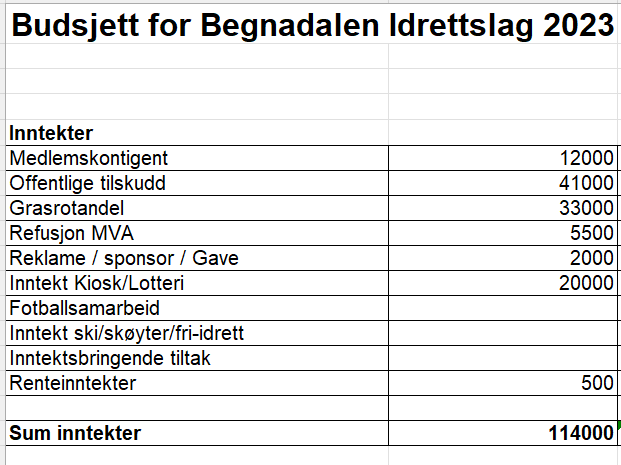 Budsjett for Begnadalen Idrettslag 2023
Inntekter
Medlemskontigent 12000
Offentlige tilskudd 41000
Grasrotandel 33000
Refusjon MVA 5500
Reklame / sponsor / Gave 2000
Inntekt Kiosk/Lotteri 20000
Fotballsamarbeid
Inntekt ski/skøyter/fri-idrett
Inntektsbringende tiltak
Renteinntekter 500
Sum inntekter 114000